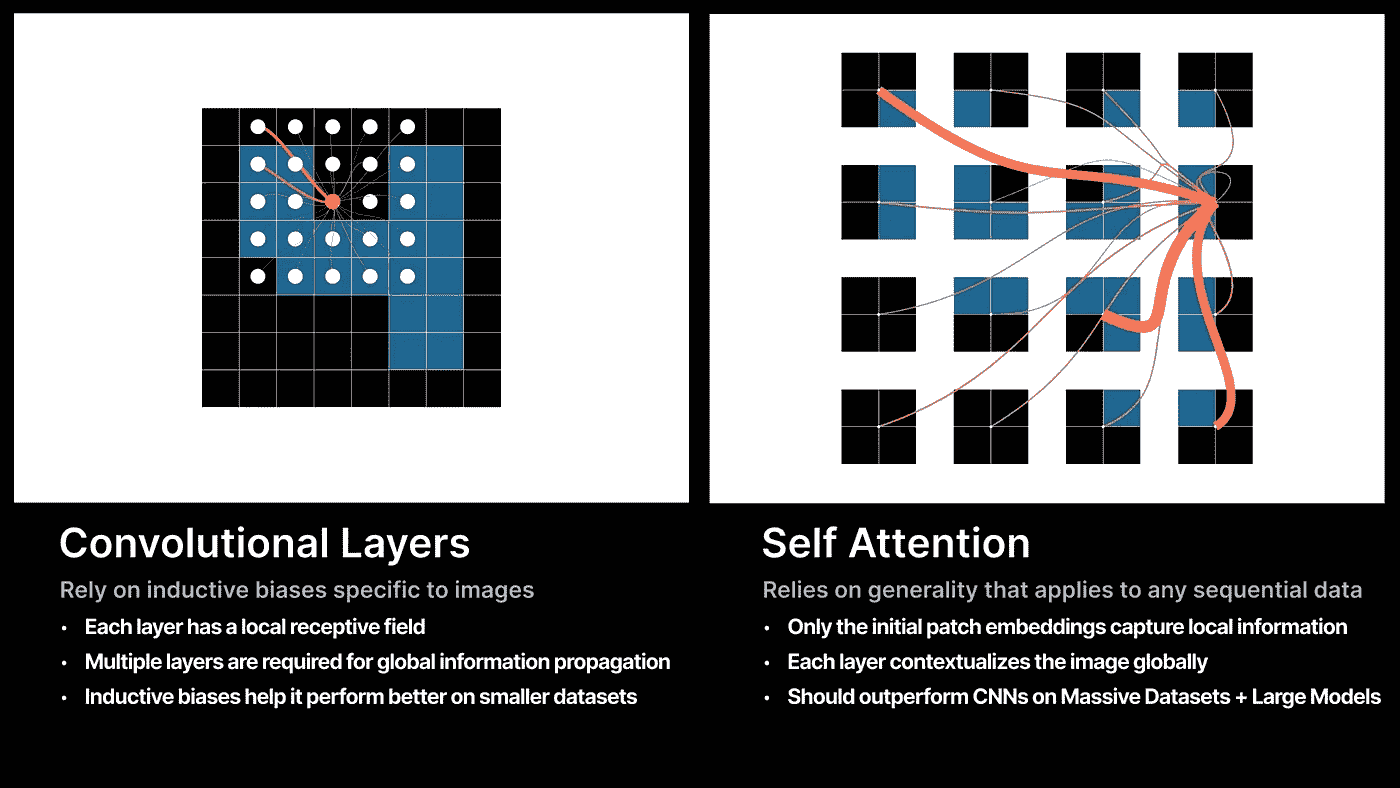 Convolutional Layers
Rely on inductive biases specific to images
• Each layer has a local receptive field
• Multiple layers are required for global information propagation
• Inductive biases help it perform better on smaller datasets
Self Attention
Relies on generality that applies to any sequential data
• Only the initial patch embeddings capture local information
• Each layer contextualizes the image globally
• Should outperform CNNs on Massive Datasets + Large Models